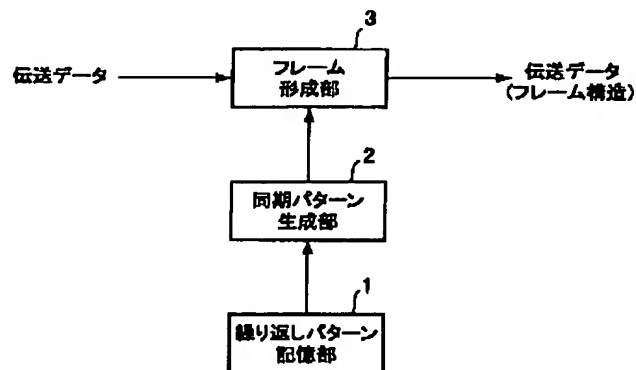 3
伝送データ
フレーム
形成部
伝送データ
(フレーム構造)
2
同期パターン
生成部
1
繰り返しパターン
記憶部